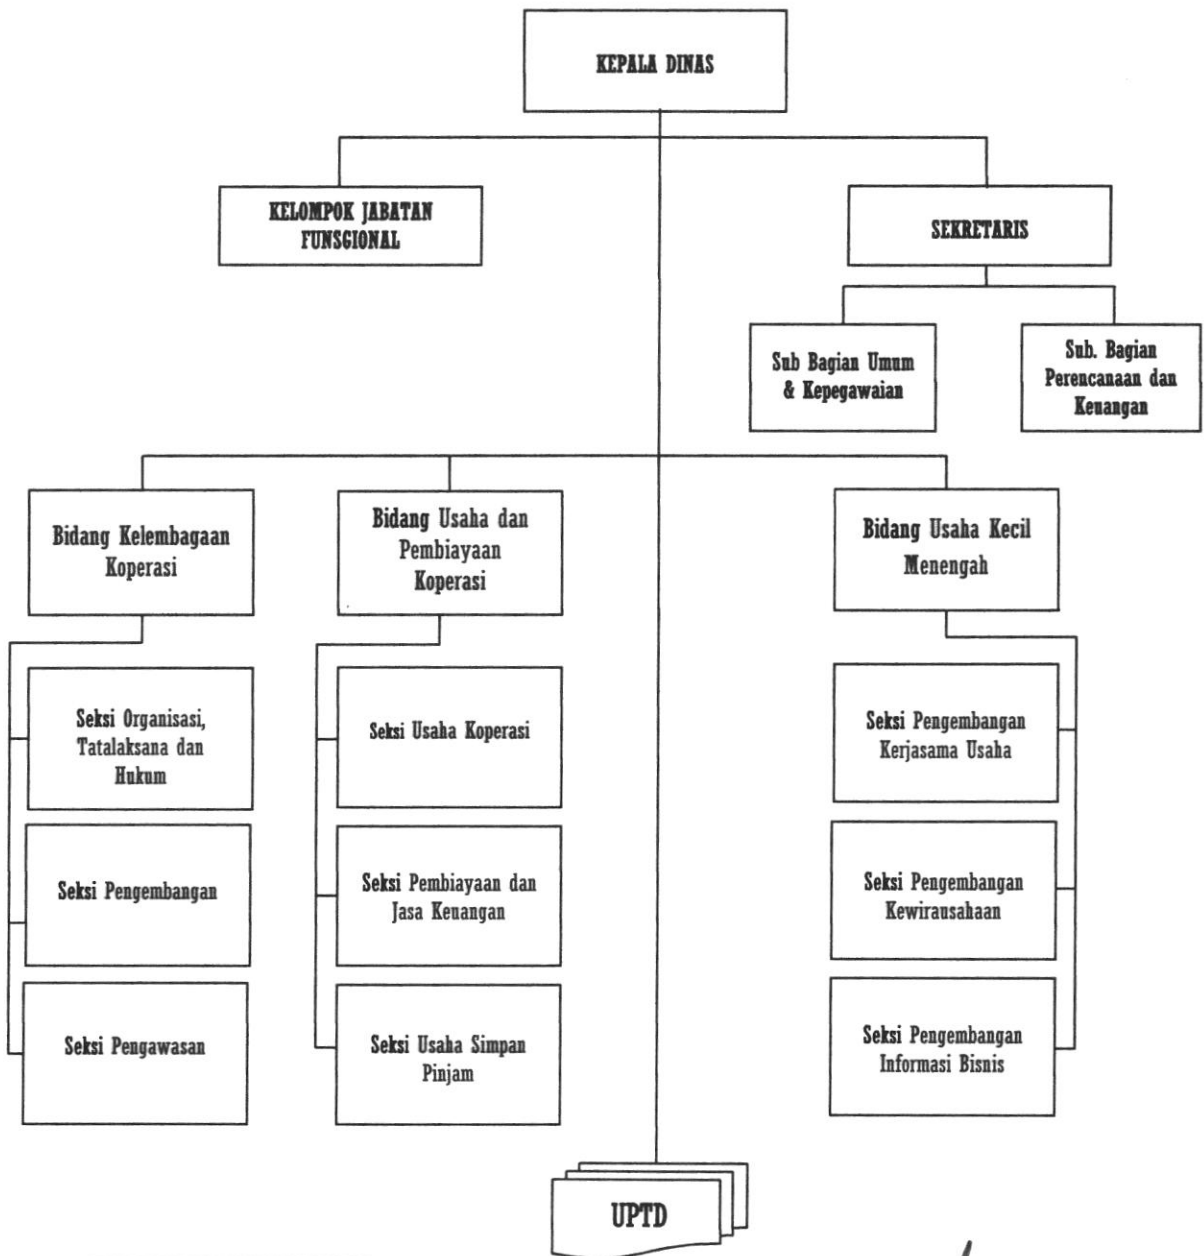 KEPALA DINAS
KELOMPOK JABATAN
FUNSGIONAL
SEKRETARIS
Sub Bagian Umum
& Kepegawaian
Sub. Bagian
Perencanaan dan
Keuangan
Bidang Kelembagaan
Koperasi
Bidang Usaha dan
Pembiayaan
Koperasi
Bidang Usaha Kecil
Menengah
Seksi Organisasi,
Tatalaksana dan
Hukum
Seksi Usaha Koperasi
Seksi Pengembangan
Kerjasama Usaha
Seksi Pengembangan
Seksi Pembiayaan dan
Jasa Keuangan
Seksi Pengembangan
Kewirausahaan
Seksi Pengawasan
Seksi Usaha Simpan
Pinjam
Seksi Pengembangan
Informasi Bisnis
UPTD